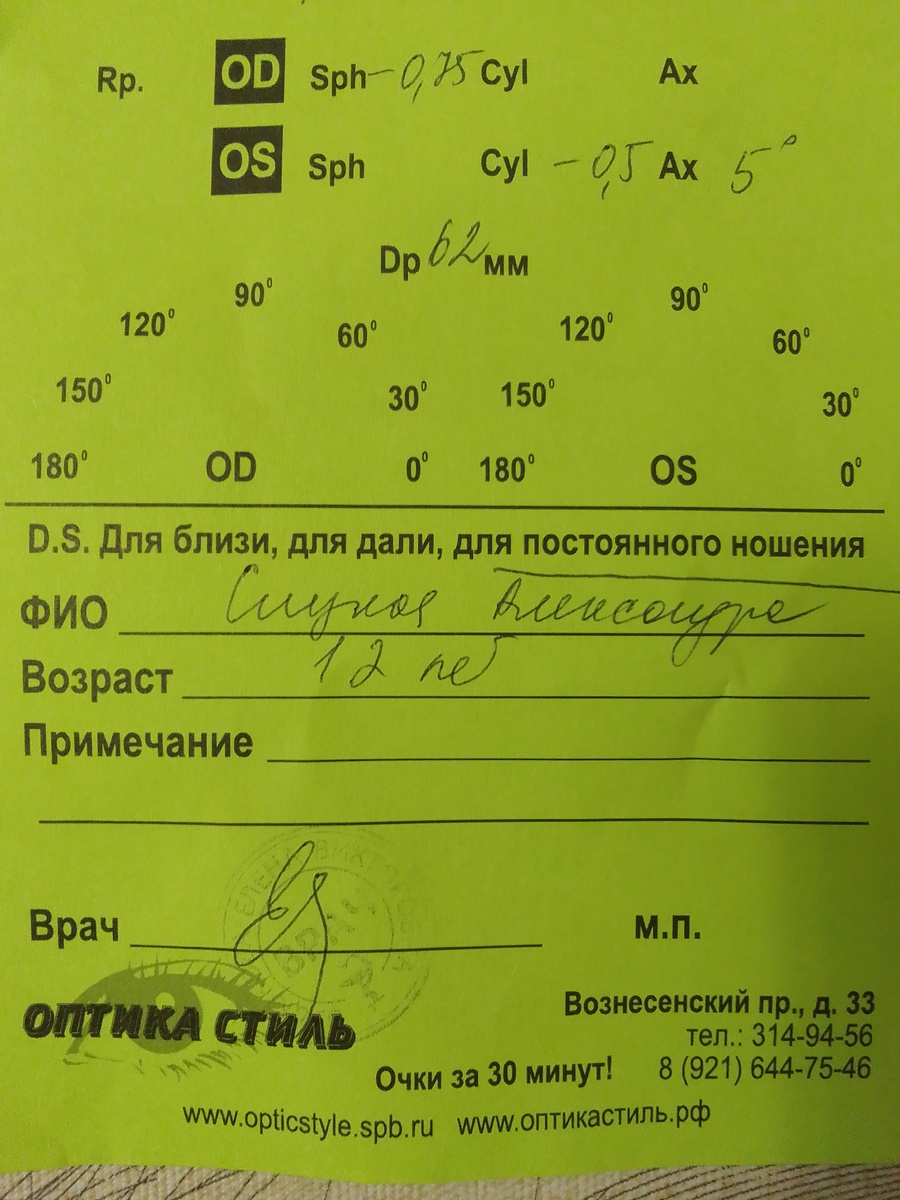 Rp. OD Sph -0,75 Cyl Ax
OS Sph Cyl -0,5 Ax 5°
Dp 62 мм
90° 90°
120° 60° 120° 60°
150° 30° 150° 30°
180° OD 0° 180° OS 0°
D.S. Для близи, для дали, для постоянного ношения
ФИО Александра
Возраст 12 лет
Примечание
Врач м.п.
ВРАЧ
ОПТИКА СТИЛЬ
Вознесенский пр., д. 33
тел.: 314-94-56
Очки за 30 минут! 8 (921) 644-75-46
www.opticstyle.spb.ru www.оптикастиль.рф